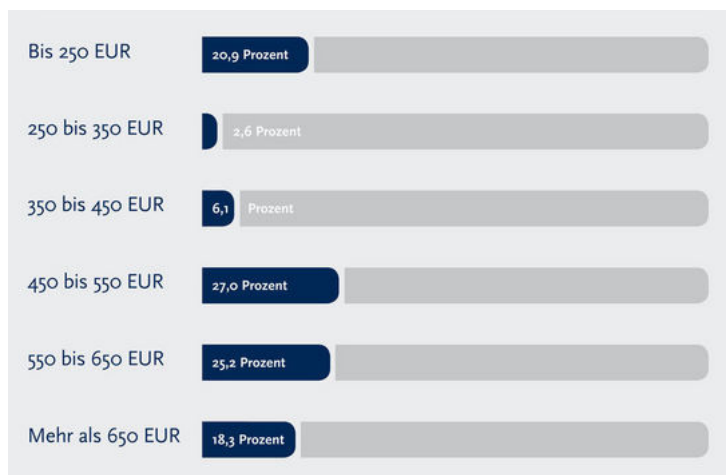 Bis 250 EUR 20,9 Prozent
250 bis 350 EUR 2,6 Prozent
350 bis 450 EUR 6,1 Prozent
450 bis 550 EUR 27,0 Prozent
550 bis 650 EUR 25,2 Prozent
Mehr als 650 EUR 18,3 Prozent